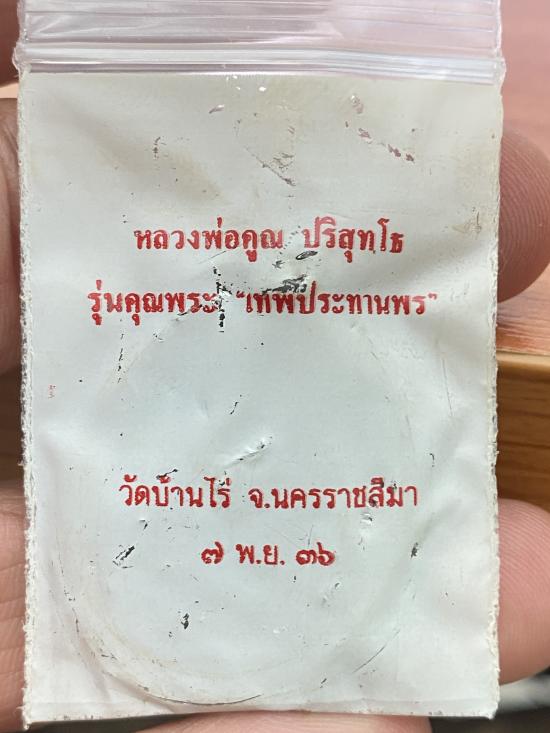 หลวงพ่อคูณ ปริสุทฺโธ
รุ่นคุณพระ "เทพประทานพร"
วัดบ้านไร่ จ.นครราชสีมา
๗ พ.ย. ๓๖